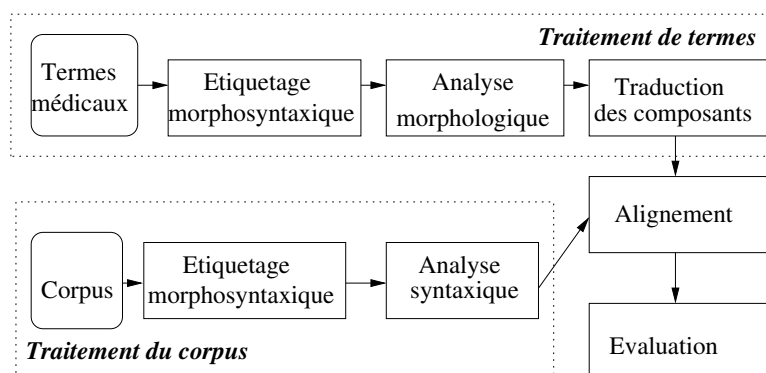 Traitement de termes
Termes
médicaux
Etiquetage
morphosyntaxique
Analyse
morphologique
Traduction
des composants
Alignement
Corpus
Etiquetage
morphosyntaxique
Analyse
syntaxique
Traitement du corpus
Evaluation